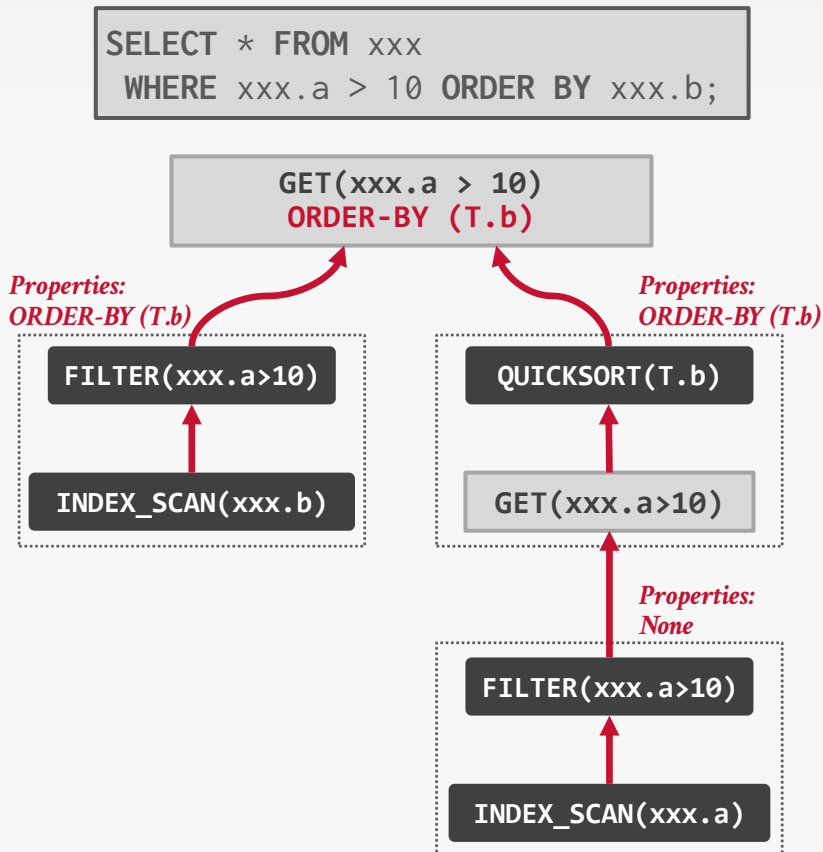 SELECT * FROM xxx
WHERE xxx.a > 10 ORDER BY xxx.b;
GET(xxx.a > 10)
ORDER-BY (T.b)
Properties:
ORDER-BY (T.b)
FILTER(xxx.a>10)
INDEX_SCAN(xxx.b)
Properties:
ORDER-BY (T.b)
QUICKSORT(T.b)
GET(xxx.a>10)
Properties:
None
FILTER(xxx.a>10)
INDEX_SCAN(xxx.a)